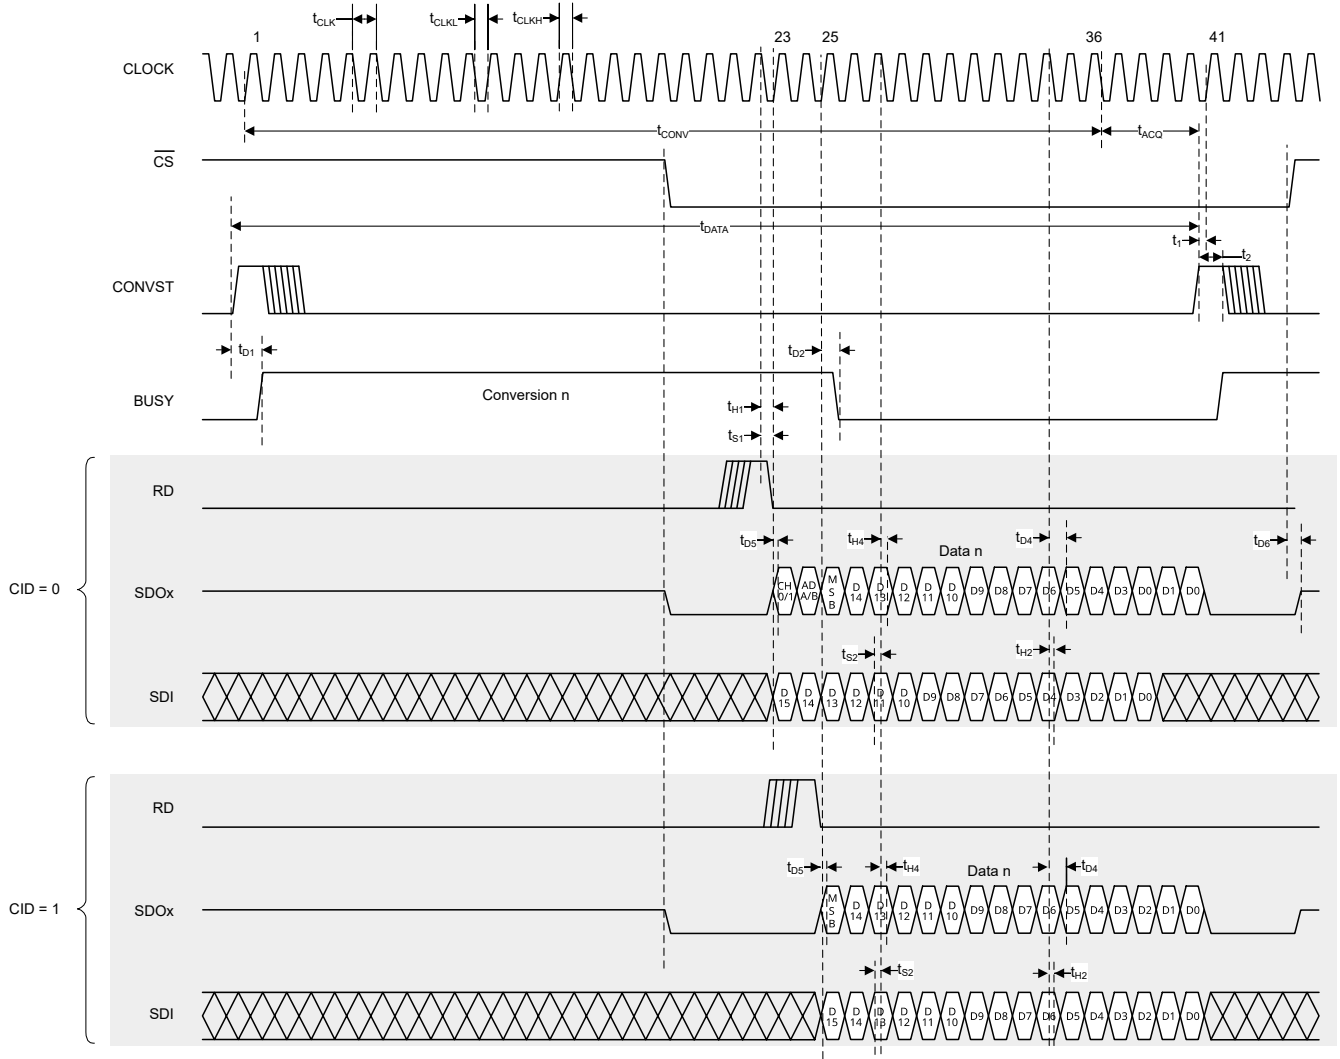 tCLK tCLKL tCLKH
1 23 25 36 41
CLOCK
tCONV tACQ
CS
tDATA
t1
t2
CONVST
tD1 tD2
BUSY
Conversion n
tH1
tS1
CID = 0
RD
tD5 tH4 Data n tD4 tD6
SDOx
CH 0/1 AD A/B MSB D14 D13 D12 D11 D10 D9 D8 D7 D6 D5 D4 D3 D0 D1 D0
tS2 tH2
SDI
D15 D14 D13 D12 D11 D10 D9 D8 D7 D6 D5 D4 D3 D2 D1 D0
CID = 1
RD
tD5 tH4 Data n tD4
SDOx
MSB D14 D13 D12 D11 D10 D9 D8 D7 D6 D5 D4 D3 D2 D1 D0
tS2 tH2
SDI
D15 D14 D13 D12 D11 D10 D9 D8 D7 D6 D5 D4 D3 D2 D1 D0